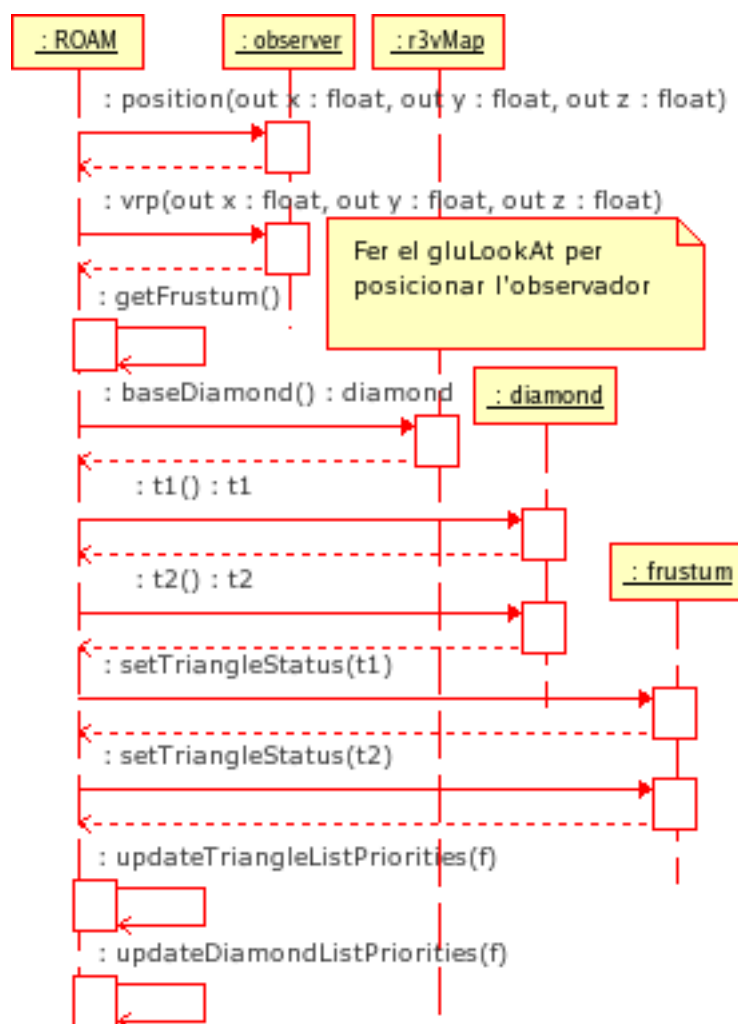 : ROAM
: observer
: r3vMap
: position(out x : float, out y : float, out z : float)
: vrp(out x : float, out y : float, out z : float)
Fer el gluLookAt per
posicionar l'observador
: getFrustum()
: baseDiamond() : diamond
: diamond
: t1() : t1
: frustum
: t2() : t2
: setTriangleStatus(t1)
: setTriangleStatus(t2)
: updateTriangleListPriorities(f)
: updateDiamondListPriorities(f)